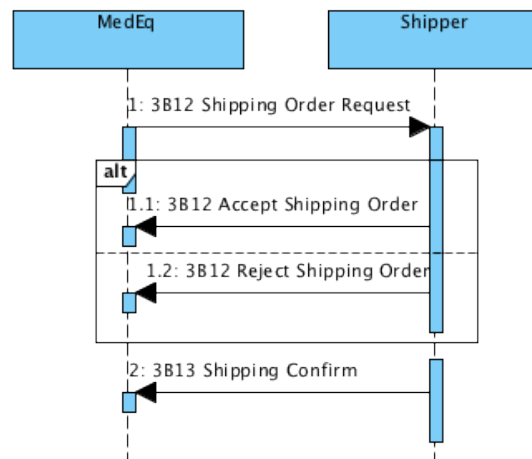 MedEq
Shipper
1: 3B12 Shipping Order Request
alt
1.1: 3B12 Accept Shipping Order
1.2: 3B12 Reject Shipping Order
2: 3B13 Shipping Confirm